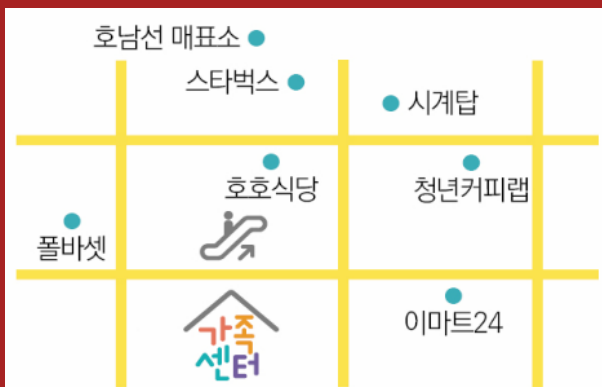 호남선 매표소
스타벅스
시계탑
호호식당
청년커피랩
폴바셋
이마트24
가족
센터